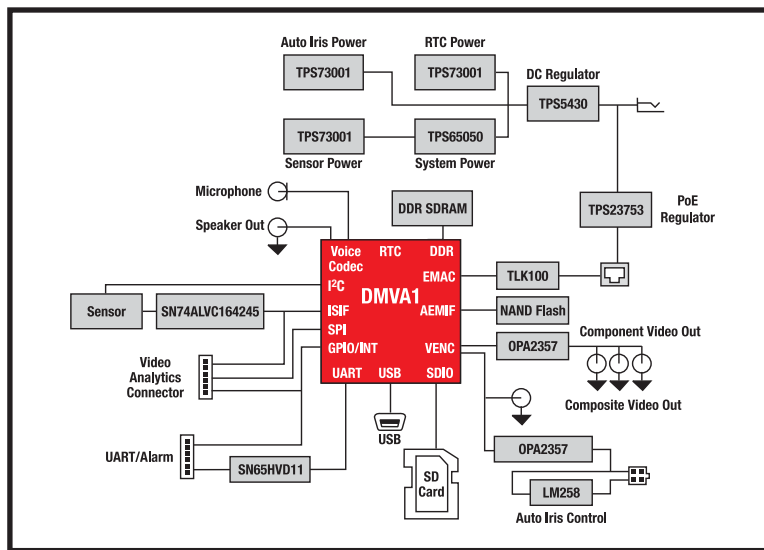 Auto Iris Power
RTC Power
TPS73001
TPS73001
DC Regulator
TPS5430
TPS73001
TPS65050
Sensor Power
System Power
Microphone
DDR SDRAM
TPS23753
PoE
Regulator
Speaker Out
Voice
Codec
RTC
DDR
EMAC
TLK100
I²C
DMVA1
Sensor
SN74ALVC164245
ISIF
AEMIF
NAND Flash
SPI
GPIO/INT
VENC
OPA2357
Component Video Out
Video
Analytics
Connector
UART
USB
SDIO
Composite Video Out
USB
OPA2357
UART/Alarm
SN65HVD11
SD
Card
LM258
Auto Iris Control